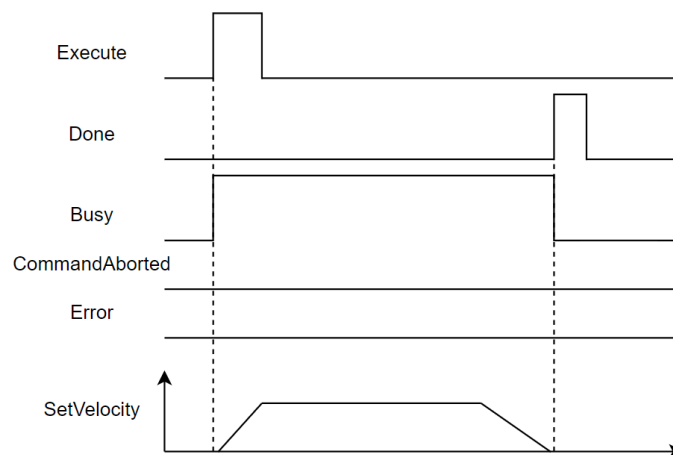 Execute
Done
Busy
CommandAborted
Error
SetVelocity